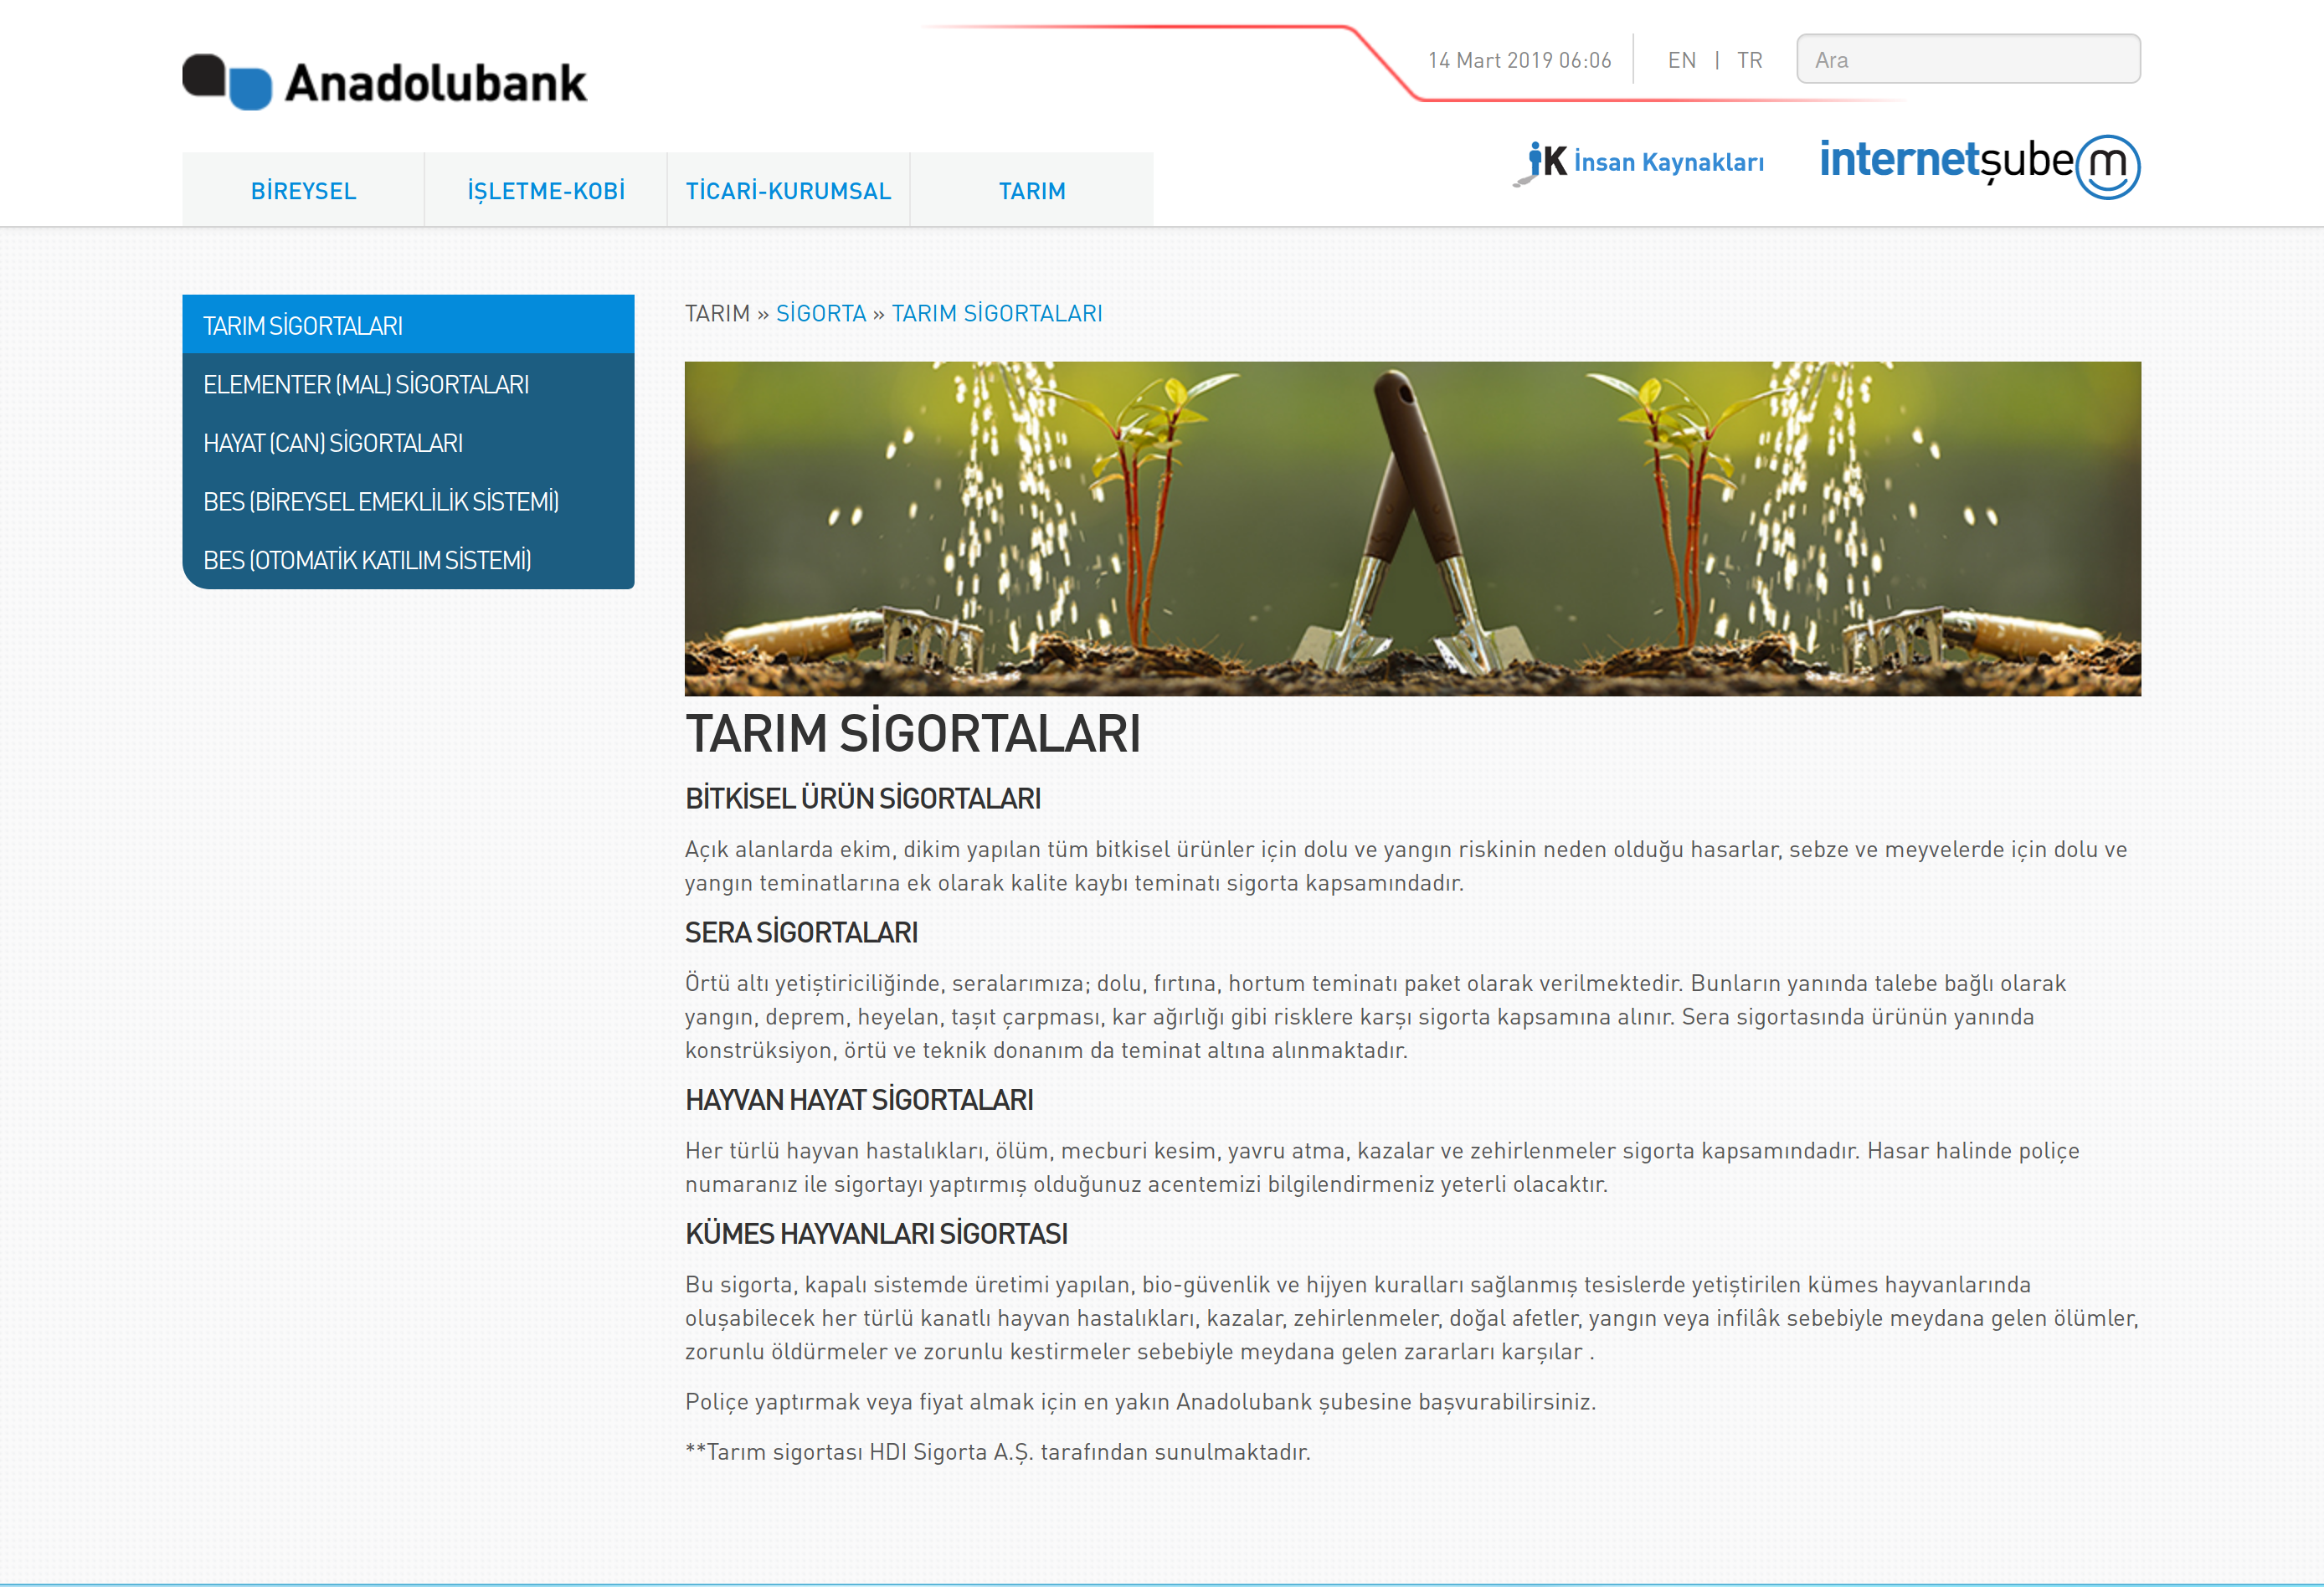 Anadolubank
14 Mart 2019 06:06
EN | TR
Ara
iK İnsan Kaynakları
internetşubem
BİREYSEL
İŞLETME-KOBİ
TİCARİ-KURUMSAL
TARIM
TARIM SİGORTALARI
ELEMENTER (MAL) SİGORTALARI
HAYAT (CAN) SİGORTALARI
BES (BİREYSEL EMEKLİLİK SİSTEMİ)
BES (OTOMATİK KATILIM SİSTEMİ)
TARIM » SİGORTA » TARIM SİGORTALARI
TARIM SİGORTALARI
BİTKİSEL ÜRÜN SİGORTALARI
Açık alanlarda ekim, dikim yapılan tüm bitkisel ürünler için dolu ve yangın riskinin neden olduğu hasarlar, sebze ve meyvelerde için dolu ve
yangın teminatlarına ek olarak kalite kaybı teminatı sigorta kapsamındadır.
SERA SİGORTALARI
Örtü altı yetiştiriciliğinde, seralarımıza; dolu, fırtına, hortum teminatı paket olarak verilmektedir. Bunların yanında talebe bağlı olarak
yangın, deprem, heyelan, taşıt çarpması, kar ağırlığı gibi risklere karşı sigorta kapsamına alınır. Sera sigortasında ürünün yanında
konstrüksiyon, örtü ve teknik donanım da teminat altına alınmaktadır.
HAYVAN HAYAT SİGORTALARI
Her türlü hayvan hastalıkları, ölüm, mecburi kesim, yavru atma, kazalar ve zehirlenmeler sigorta kapsamındadır. Hasar halinde poliçe
numaranız ile sigortayı yaptırmış olduğunuz acentemizi bilgilendirmeniz yeterli olacaktır.
KÜMES HAYVANLARI SİGORTASI
Bu sigorta, kapalı sistemde üretimi yapılan, bio-güvenlik ve hijyen kuralları sağlanmış tesislerde yetiştirilen kümes hayvanlarında
oluşabilecek her türlü kanatlı hayvan hastalıkları, kazalar, zehirlenmeler, doğal afetler, yangın veya infilâk sebebiyle meydana gelen ölümler,
zorunlu öldürmeler ve zorunlu kestirmeler sebebiyle meydana gelen zararları karşılar .
Poliçe yaptırmak veya fiyat almak için en yakın Anadolubank şubesine başvurabilirsiniz.
**Tarım sigortası HDI Sigorta A.Ş. tarafından sunulmaktadır.